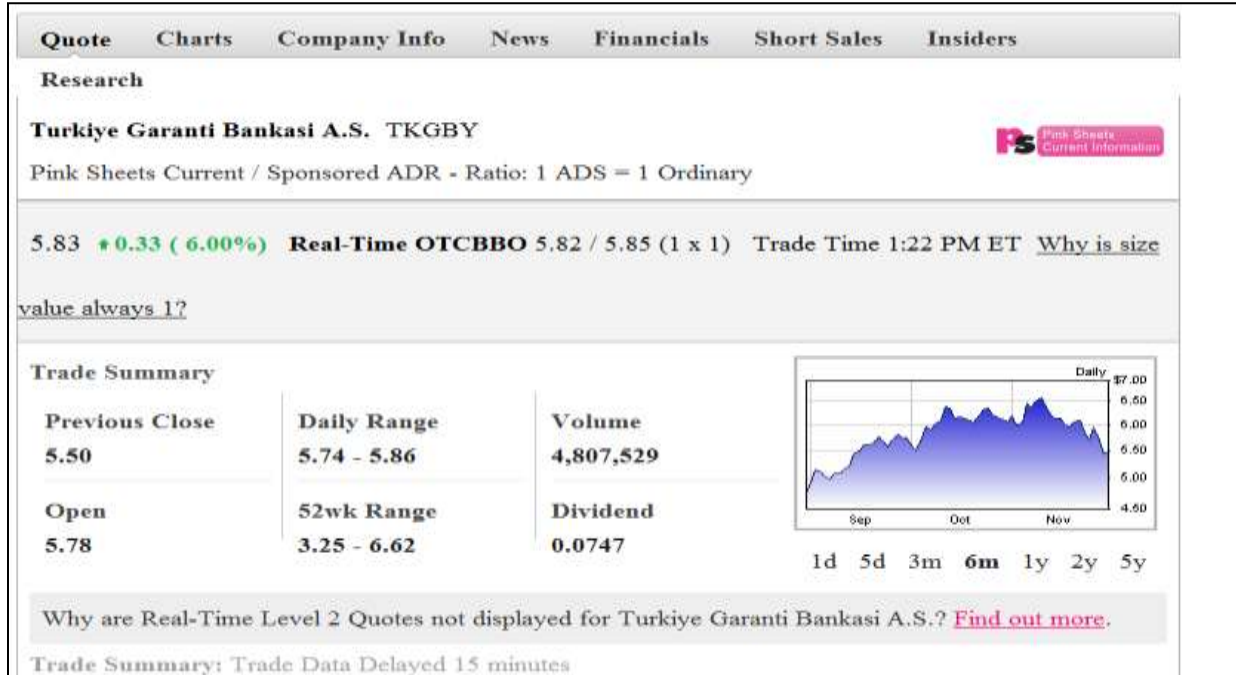 Quote Charts Company Info News Financials Short Sales Insiders
Research
Turkiye Garanti Bankasi A.S. TKGBY
PS Pink Sheets
Current Information
Pink Sheets Current / Sponsored ADR - Ratio: 1 ADS = 1 Ordinary
5.83 0.33 ( 6.00%) Real-Time OTCBBO 5.82 / 5.85 (1 x 1) Trade Time 1:22 PM ET Why is size
value always 1?
Trade Summary
Previous Close Daily Range Volume
5.50 5.74 - 5.86 4,807,529
Open 52wk Range Dividend
5.78 3.25 - 6.62 0.0747
Daily
$7.00
6.50
6.00
6.50
5.00
4.50
Sep Oct Nov
1d 5d 3m 6m 1y 2y 5y
Why are Real-Time Level 2 Quotes not displayed for Turkiye Garanti Bankasi A.S.? Find out more.
Trade Summary: Trade Data Delayed 15 minutes